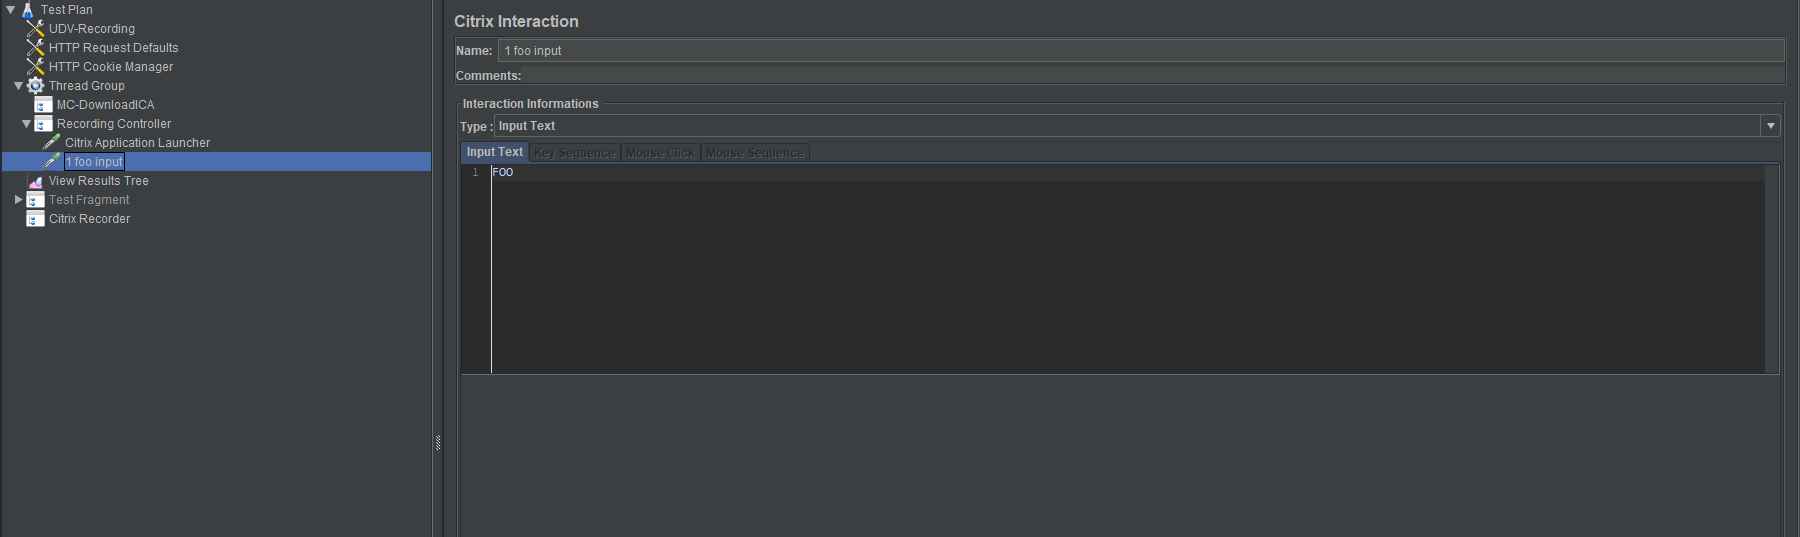 Test Plan
UDV-Recording
HTTP Request Defaults
HTTP Cookie Manager
Thread Group
MC-DownloadICA
Recording Controller
Citrix Application Launcher
1 foo input
View Results Tree
Test Fragment
Citrix Recorder
Citrix Interaction
Name: 1 foo input
Comments:
Interaction Informations
Type : Input Text
Input Text Key Sequence Mouse Click Mouse Sequence
1 FOO